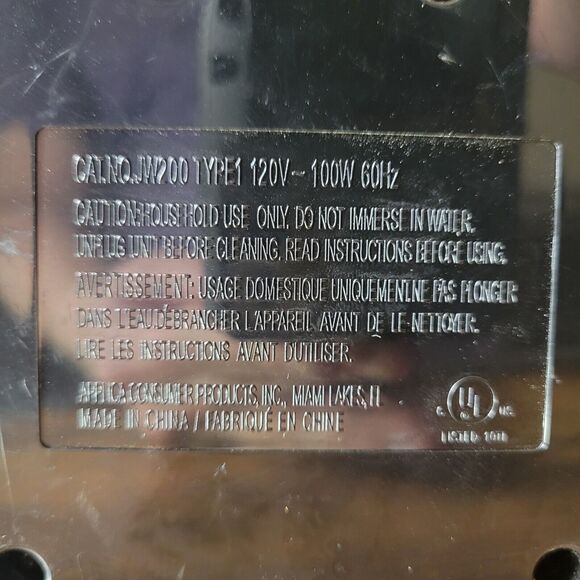 CAT.NO.JW200 TYPE1 120V~100W 60Hz
CAUTION:HOUSEHOLD USE ONLY. DO NOT IMMERSE IN WATER.
UNPLUG UNIT BEFORE CLEANING. READ INSTRUCTIONS BEFORE USING.
AVERTISSEMENT: USAGE DOMESTIQUE UNIQUEMENT.NE PAS PLONGER
DANS L'EAU.DÉBRANCHER L'APPAREIL AVANT DE LE NETTOYER.
LIRE LES INSTRUCTIONS AVANT D'UTILISER.
APPLICA CONSUMER PRODUCTS, INC., MIAMI LAKES, FL
MADE IN CHINA / FABRIQUÉ EN CHINE
C UL US
LISTED